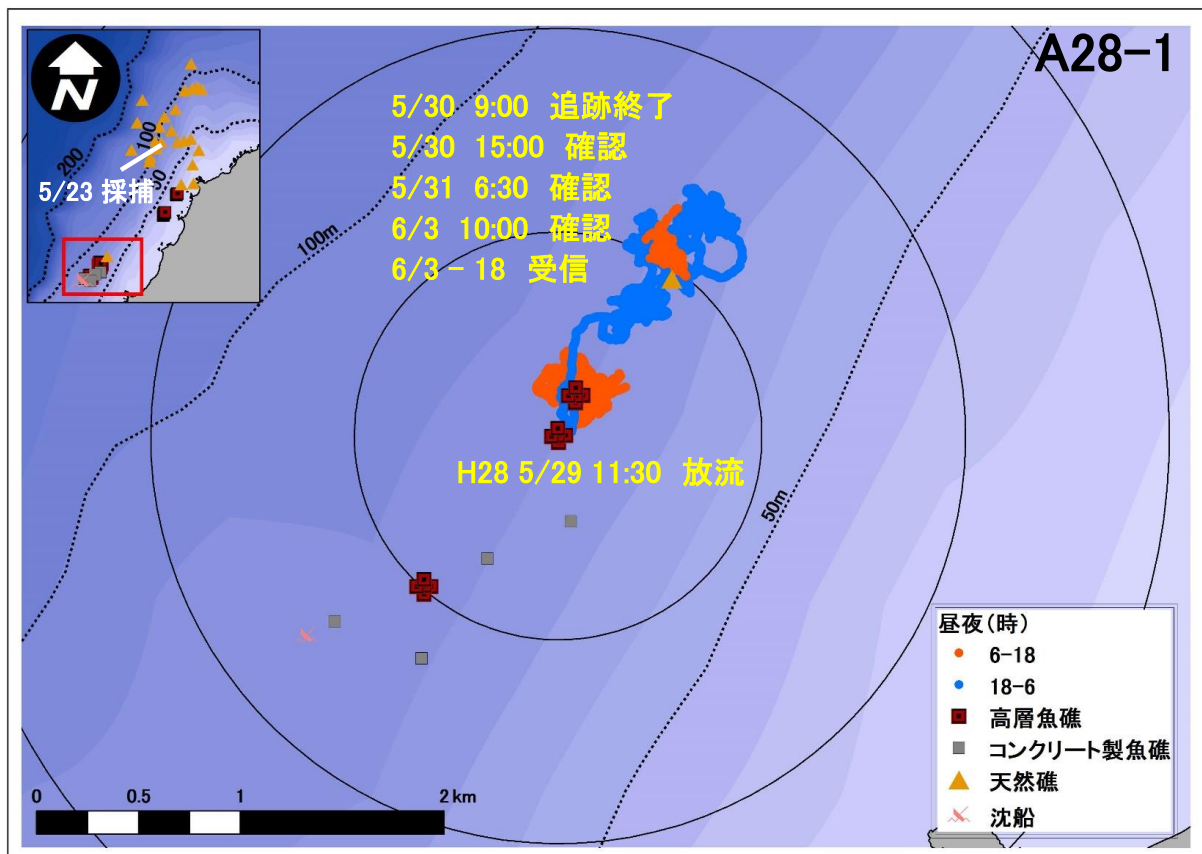 A28-1
N
200
100
50
5/23 採捕
5/30 9:00 追跡終了
5/30 15:00 確認
5/31 6:30 確認
6/3 10:00 確認
6/3 - 18 受信
100m
H28 5/29 11:30 放流
50m
昼夜(時)
6-18
18-6
高層魚礁
コンクリート製魚礁
天然礁
沈船
0 0.5 1 2 km